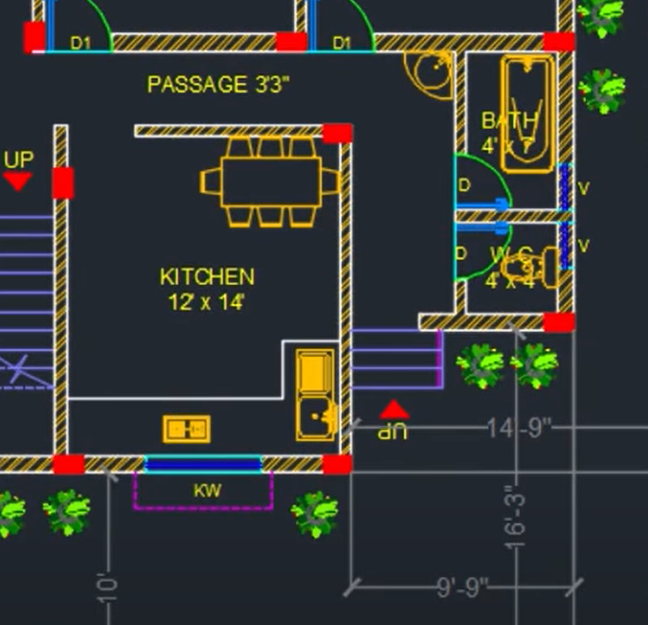 D1
D1
PASSAGE 3'3"
BATH
4' x 7'
UP
D
V
V
D
W.C
4' x 4'
KITCHEN
12' x 14'
UP
14'-9"
KW
16'-3"
10'
9'-9"